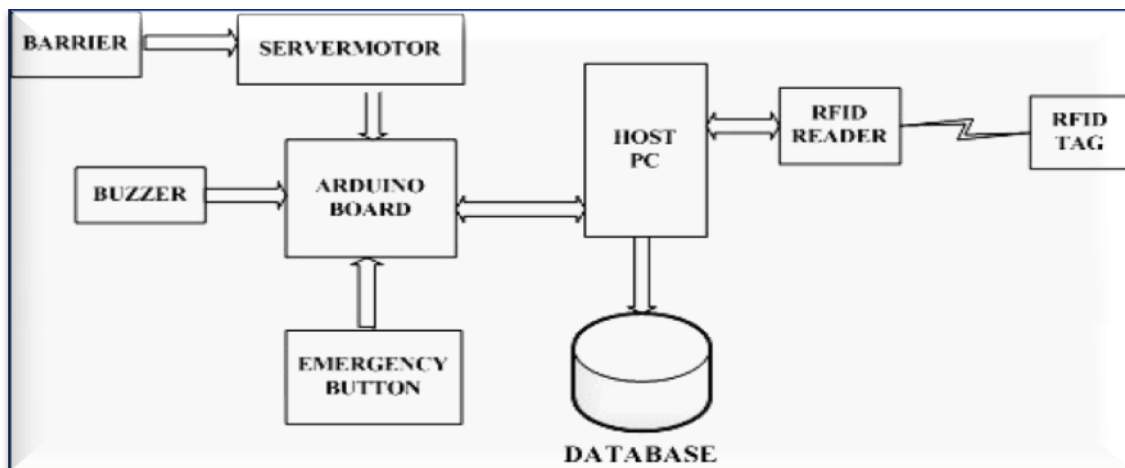 BARRIER
SERVERMOTOR
HOST
PC
RFID
READER
RFID
TAG
BUZZER
ARDUINO
BOARD
EMERGENCY
BUTTON
DATABASE